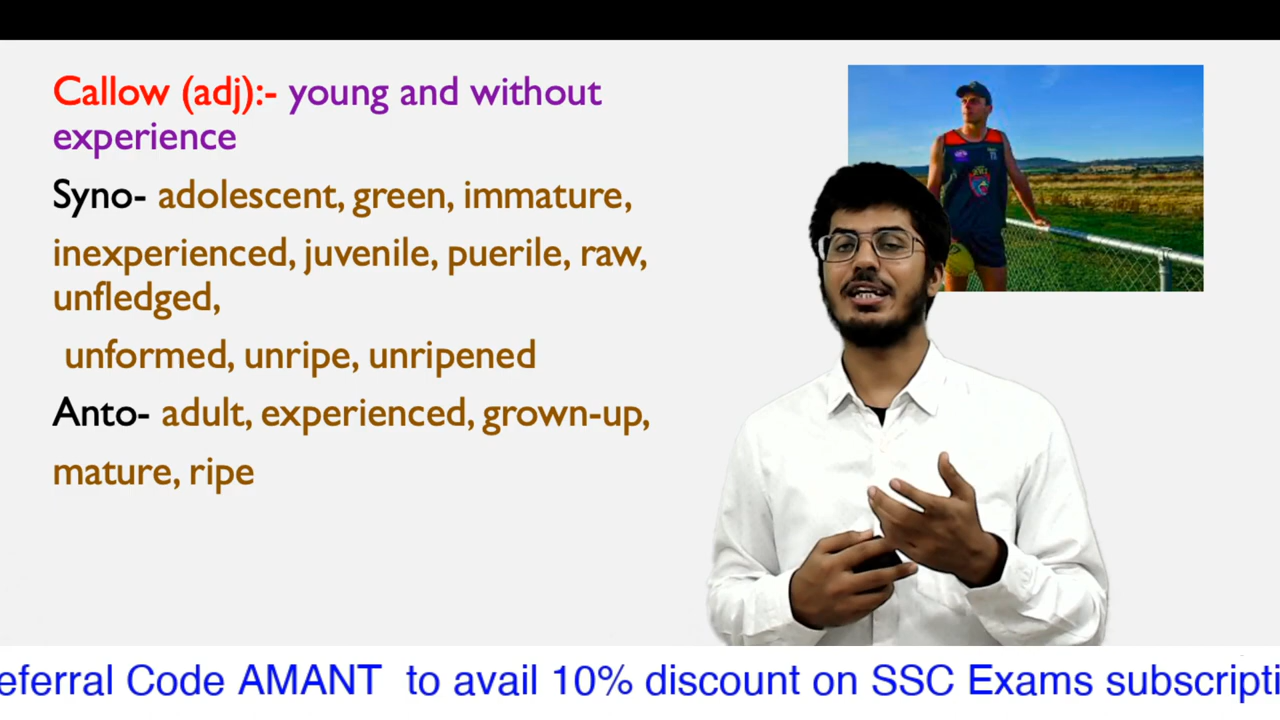 Callow (adj):- young and without
experience
Syno- adolescent, green, immature,
inexperienced, juvenile, puerile, raw,
unfledged,
unformed, unripe, unripened
Anto- adult, experienced, grown-up,
mature, ripe
eferral Code AMANT to avail 10% discount on SSC Exams subscripti